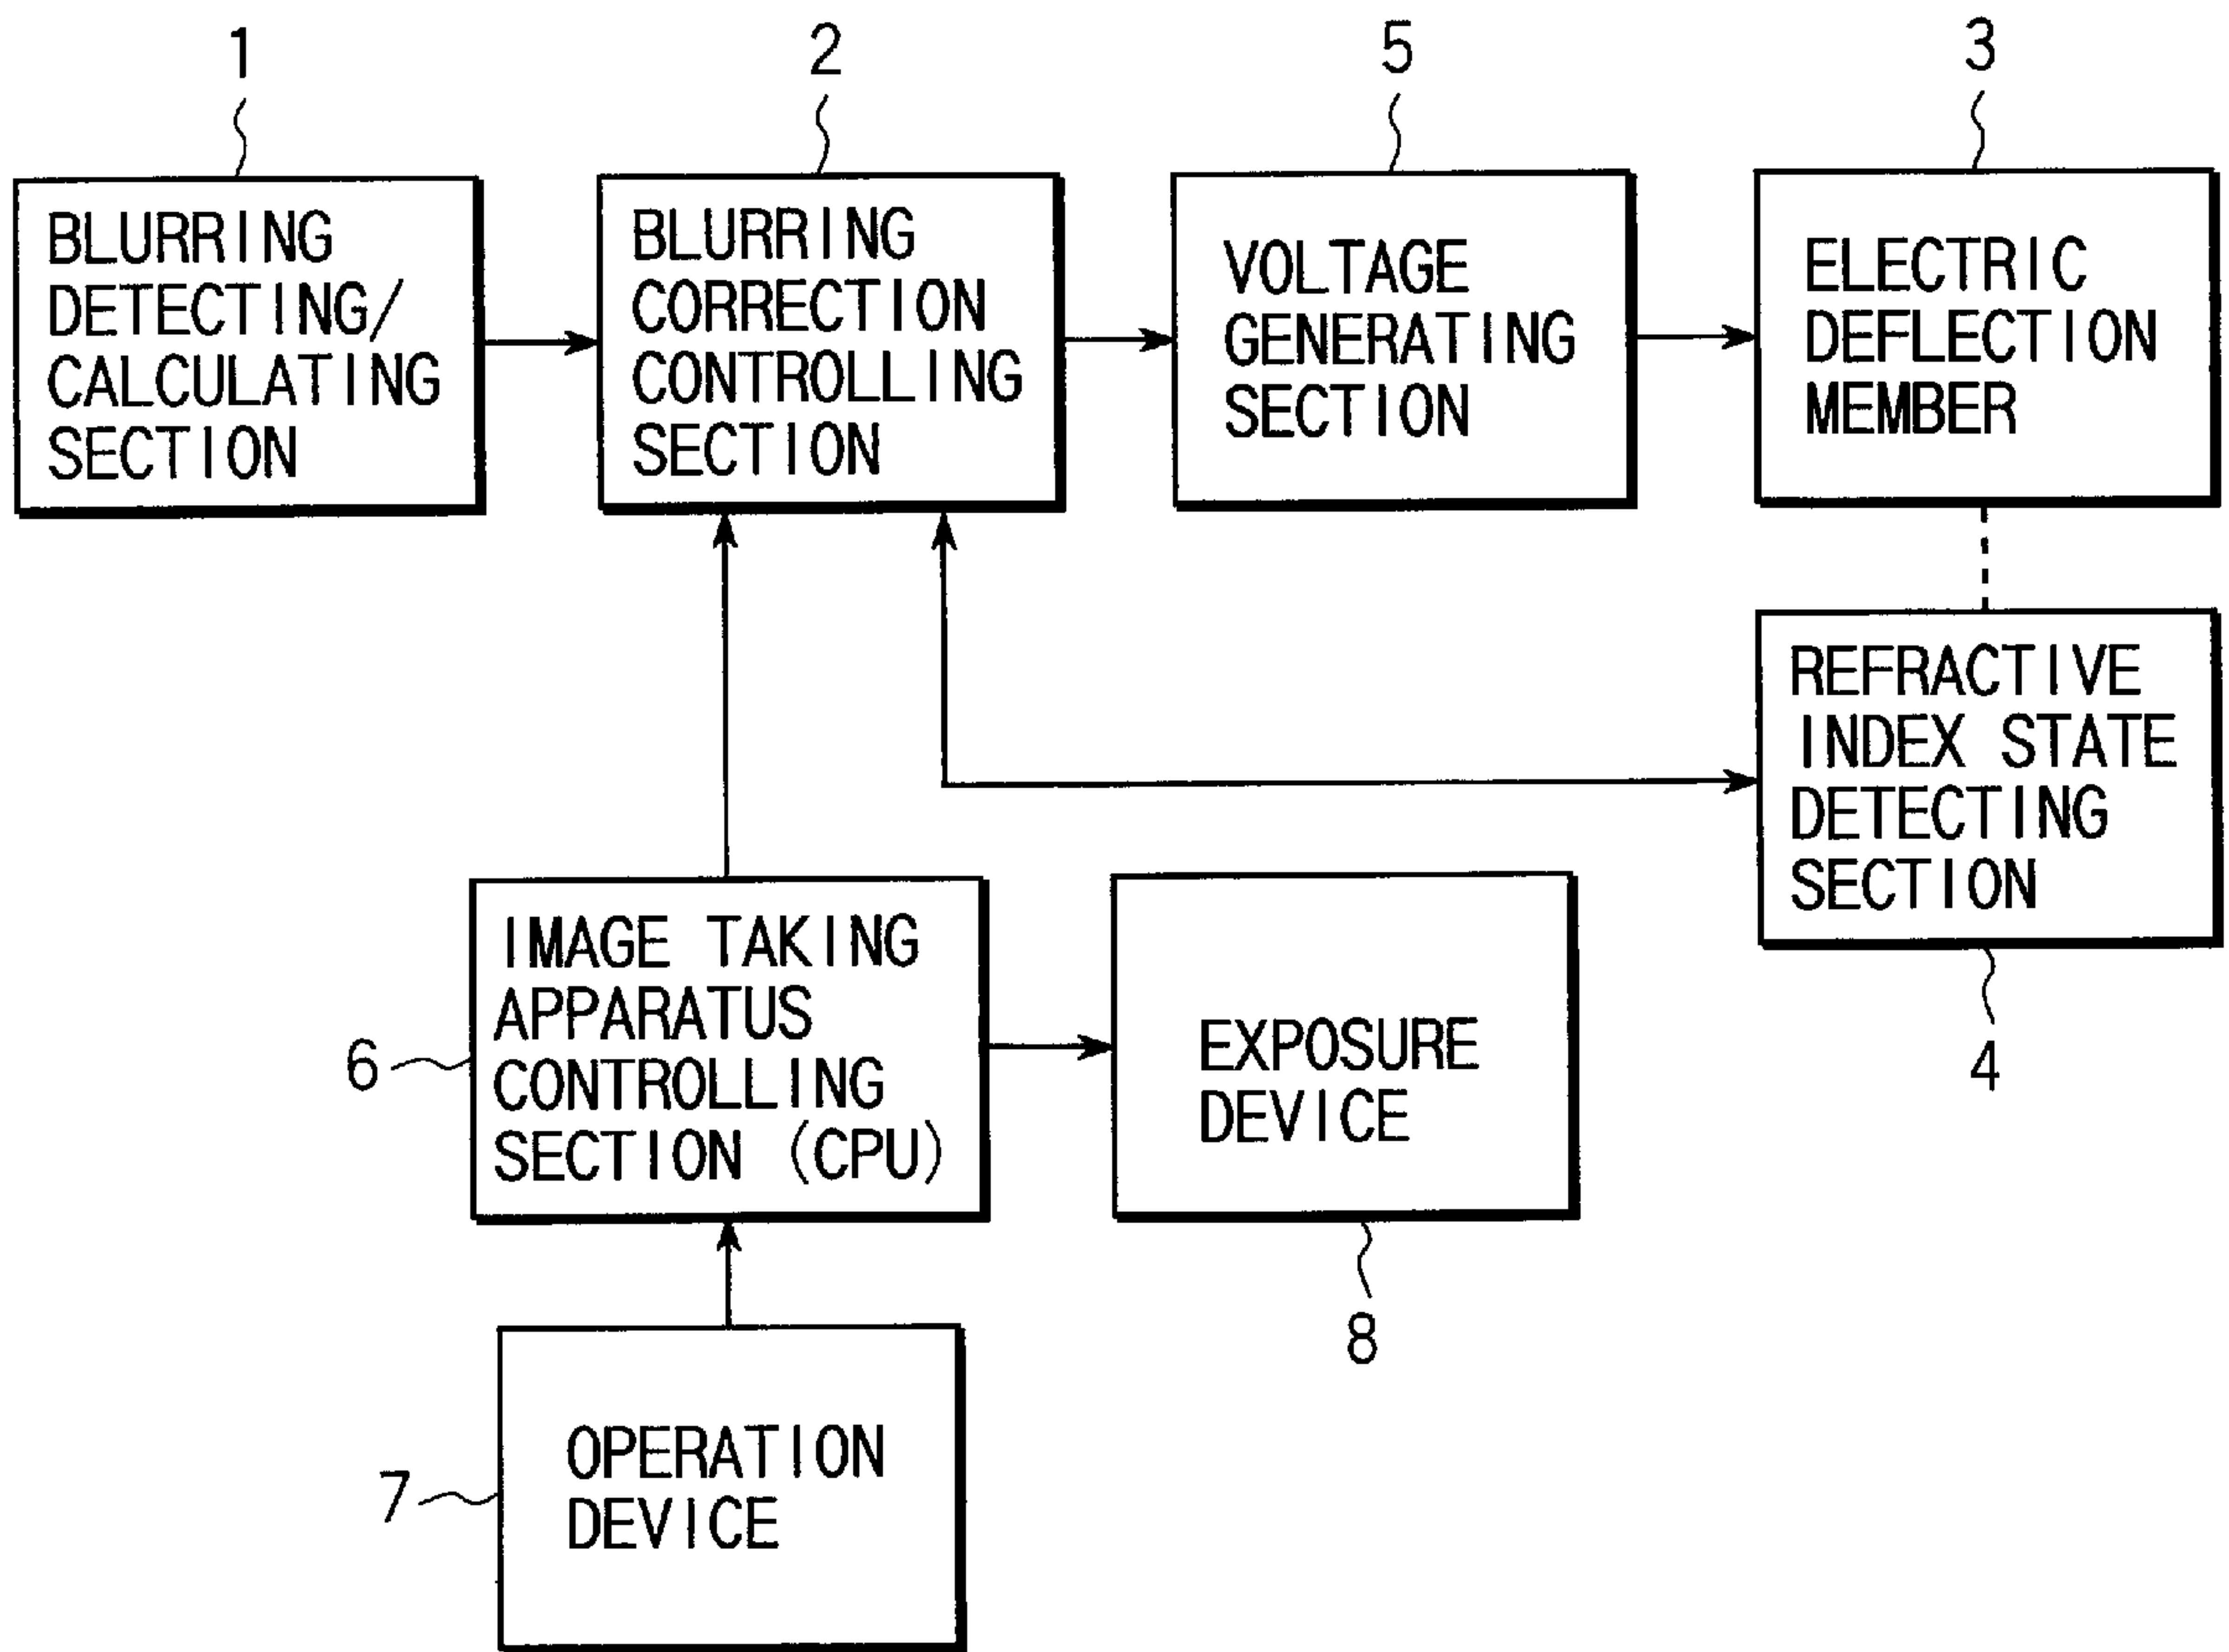 1
2
5
3
BLURRING
DETECTING/
CALCULATING
SECTION
BLURRING
CORRECTION
CONTROLLING
SECTION
VOLTAGE
GENERATING
SECTION
ELECTRIC
DEFLECTION
MEMBER
REFRACTIVE
INDEX STATE
DETECTING
SECTION
4
6
IMAGE TAKING
APPARATUS
CONTROLLING
SECTION (CPU)
EXPOSURE
DEVICE
8
7
OPERATION
DEVICE